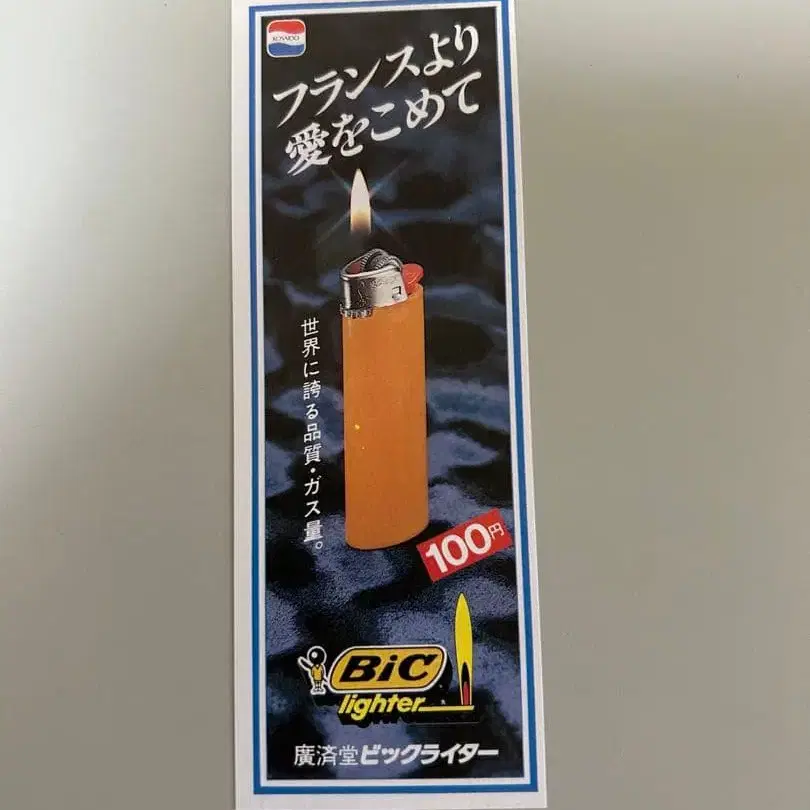 KOSAIDO
フランスより
愛をこめて
世界に誇る品質・ガス量。
100円
BiC
lighter
廣済堂ビックライター